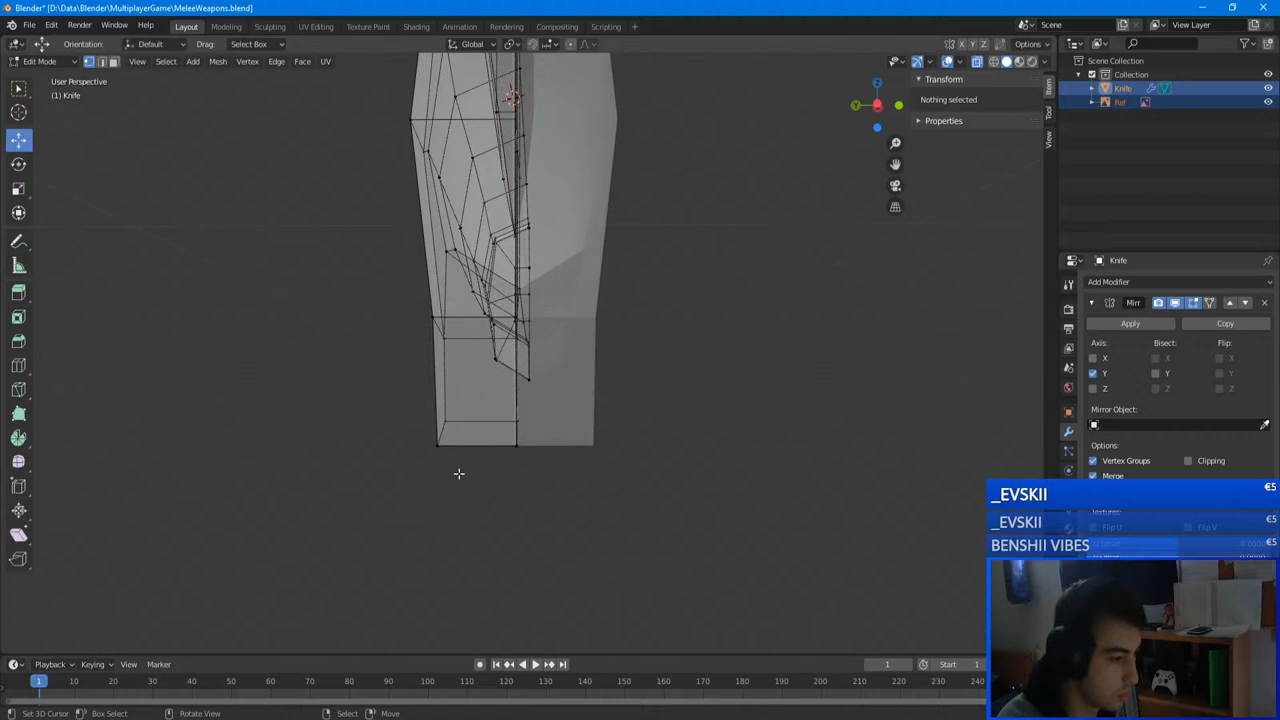 Blender* [D:\Data\Blender\MultiplayerGame\MeleeWeapons.blend]
File Edit Render Window Help Layout Modeling Sculpting UV Editing Texture Paint Shading Animation Rendering Compositing Scripting Scene View Layer
Orientation: Default Drag: Select Box Global X Y Z Options
Edit Mode View Select Add Mesh Vertex Edge Face UV
User Perspective
(1) Knife
Transform
Nothing selected
Properties
Item
Tool
View
Z
Y
Scene Collection
Collection
Knife
Ref
Knife
Add Modifier
Mirr
Apply Copy
Axis: Bisect: Flip:
X X X
Y Y Y
Z Z Z
Mirror Object:
Options:
Vertex Groups Clipping
Merge
_EVSKII €5
_EVSKII €5
BENSHII VIBES €5
Playback Keying View Marker 1 Start 1
1 10 20 30 40 50 60 70 80 90 100 110 120 130 140 150 160 170 180 190 200 210 220 230 240
Set 3D Cursor Box Select Rotate View Select Move